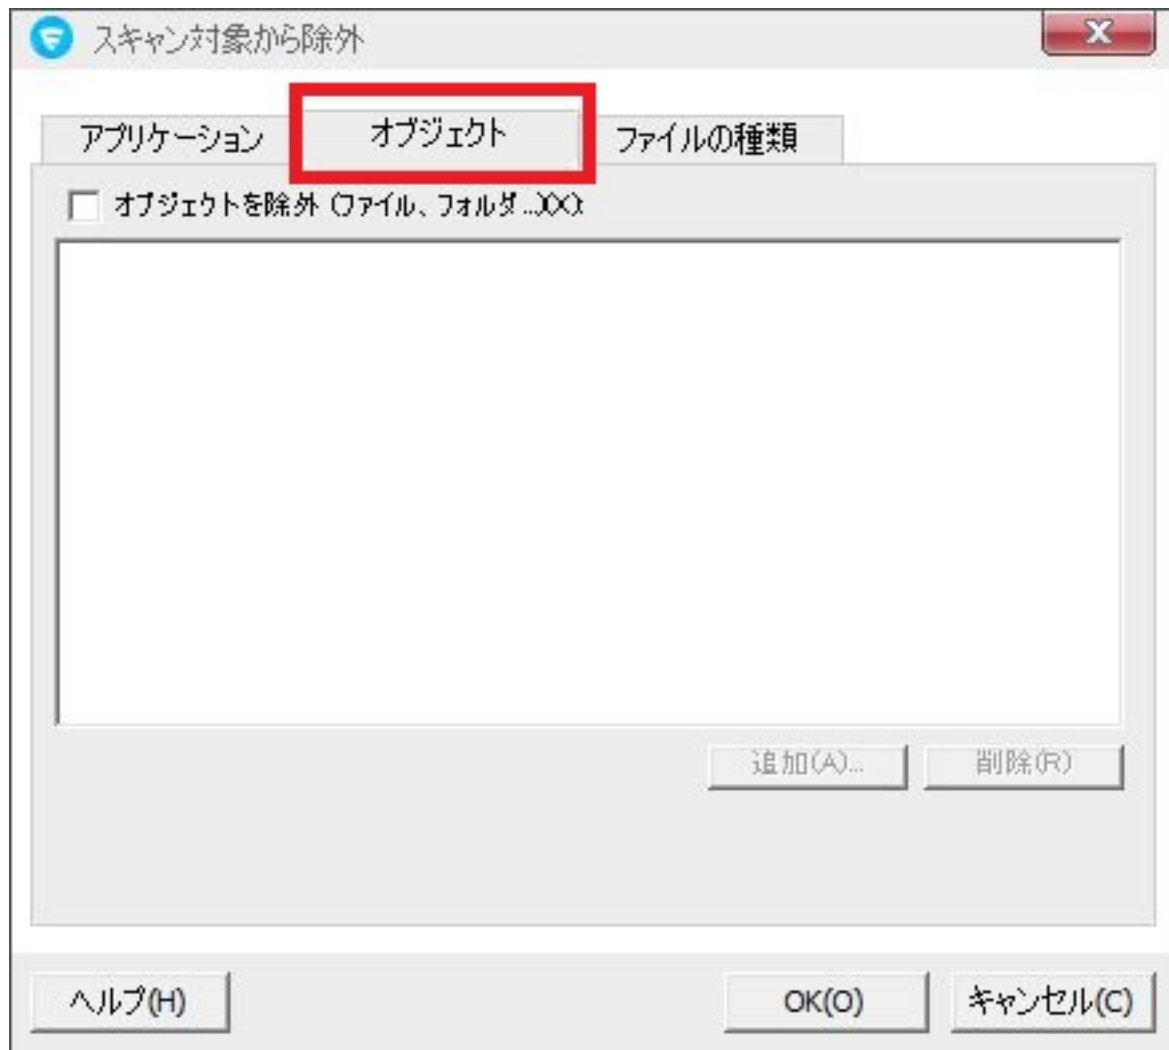 スキャン対象から除外
アプリケーション オブジェクト ファイルの種類
オブジェクトを除外 (ファイル、フォルダ...)(X):
追加(A)... 削除(R)
ヘルプ(H) OK(O) キャンセル(C)